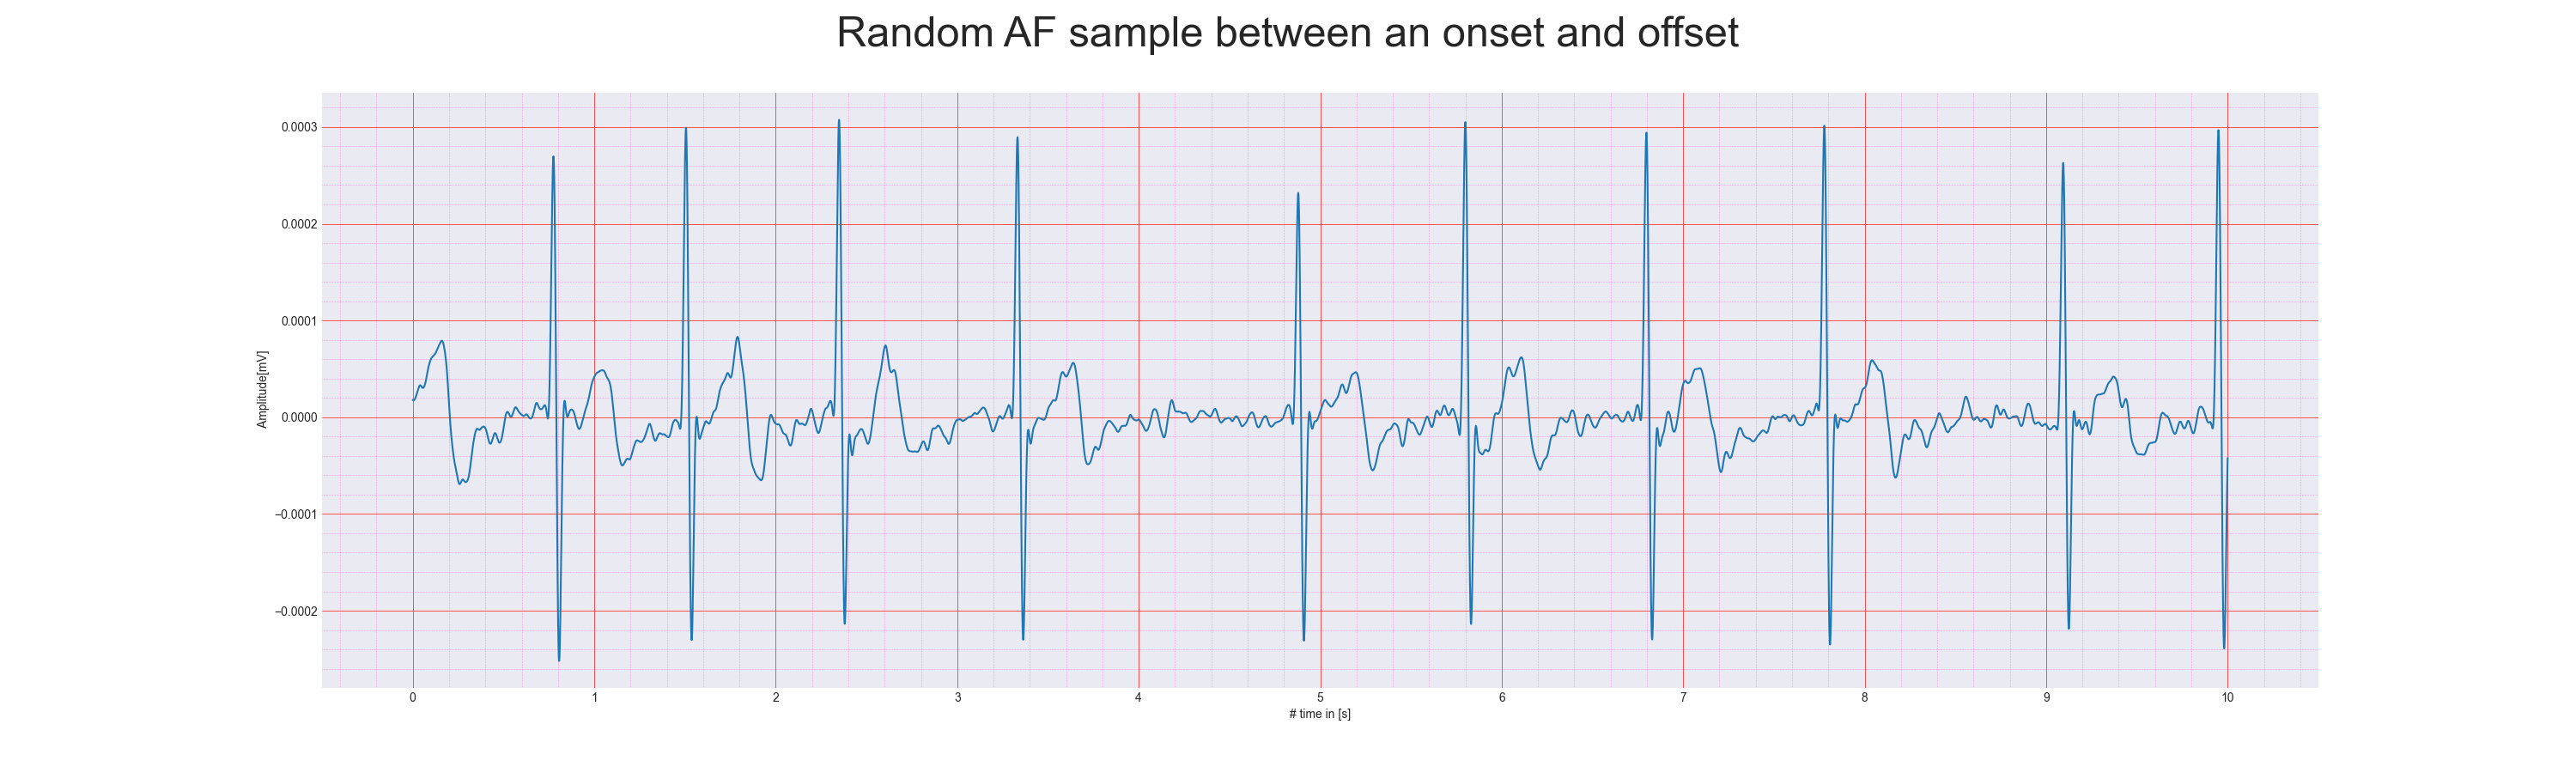 Random AF sample between an onset and offset
Amplitude[mV]
0.0003
0.0002
0.0001
0.0000
−0.0001
−0.0002
0 1 2 3 4 5 6 7 8 9 10
# time in [s]